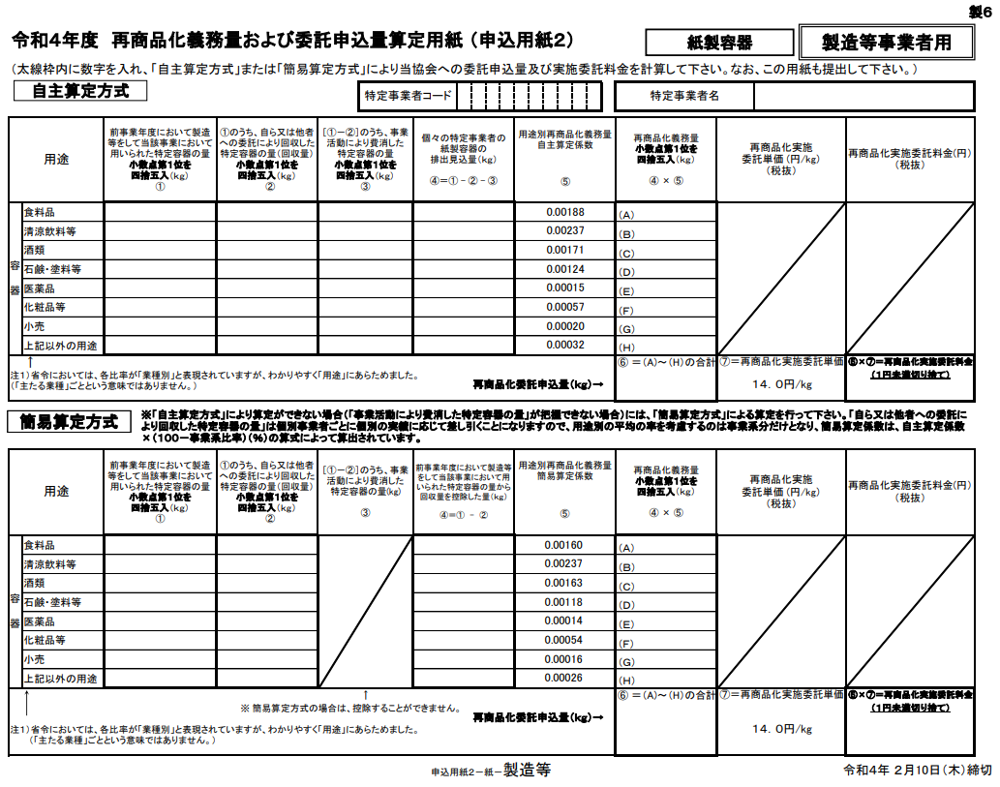 製6
令和4年度 再商品化義務量および委託申込量算定用紙（申込用紙2）
紙製容器
製造等事業者用
（太線枠内に数字を入れ、「自主算定方式」または「簡易算定方式」により当協会への委託申込量及び実施委託料金を計算して下さい。なお、この用紙も提出して下さい。）
自主算定方式
特定事業者コード
特定事業者名
用途
前事業年度において製造
等をして当該事業において
用いられた特定容器の量
小数点第1位を
四捨五入(kg)
①
①のうち、自ら又は他者
への委託により回収した
特定容器の量(回収量)
小数点第1位を
四捨五入(kg)
②
[①－②]のうち、事業
活動により費消した
特定容器の量
小数点第1位を
四捨五入(kg)
③
個々の特定事業者の
紙製容器の
排出見込量(kg)
④＝①－②－③
用途別再商品化義務量
自主算定係数
⑤
再商品化義務量
小数点第1位を
四捨五入(kg)
④ × ⑤
再商品化実施
委託単価(円/kg)
(税抜)
再商品化実施委託料金(円)
(税抜)
容器
食料品 0.00188 (A)
清涼飲料等 0.00237 (B)
酒類 0.00171 (C)
石鹸・塗料等 0.00124 (D)
医薬品 0.00015 (E)
化粧品等 0.00057 (F)
小売 0.00020 (G)
上記以外の用途 0.00032 (H)
↑
注1)省令においては、各比率が「業種別」と表現されていますが、わかりやすく「用途」にあらためました。
(「主たる業種」ごとという意味ではありません。)
再商品化委託申込量(kg)→
⑥ ＝(A)～(H)の合計
⑦＝再商品化実施委託単価
14．0円/kg
⑥×⑦＝再商品化実施委託料金
(1円未満切り捨て)
簡易算定方式
※「自主算定方式」により算定ができない場合(「事業活動により費消した特定容器の量」が把握できない場合)には、「簡易算定方式」による算定を行って下さい。「自ら又は他者への委託に
より回収した特定容器の量」は個別事業者ごとに個別の実績に応じて差し引くことになりますので、用途別の平均の率を考慮するのは事業系分だけとなり、簡易算定係数は、自主算定係数
×(100－事業系比率)(％)の算式によって算出されています。
用途
前事業年度において製造
等をして当該事業において
用いられた特定容器の量
小数点第1位を
四捨五入(kg)
①
①のうち、自ら又は他者
への委託により回収した
特定容器の量(回収量)
小数点第1位を
四捨五入(kg)
②
[①－②]のうち、事業
活動により費消した
特定容器の量(kg)
③
前事業年度において製造等
をして当該事業において用
いられた特定容器の量から
回収量を控除した量(kg)
④＝① － ②
用途別再商品化義務量
簡易算定係数
⑤
再商品化義務量
小数点第1位を
四捨五入(kg)
④ × ⑤
再商品化実施
委託単価(円/kg)
(税抜)
再商品化実施委託料金(円)
(税抜)
容器
食料品 0.00160 (A)
清涼飲料等 0.00237 (B)
酒類 0.00163 (C)
石鹸・塗料等 0.00118 (D)
医薬品 0.00014 (E)
化粧品等 0.00054 (F)
小売 0.00016 (G)
上記以外の用途 0.00026 (H)
↑
↑
※ 簡易算定方式の場合は、控除することができません。
注1)省令においては、各比率が「業種別」と表現されていますが、わかりやすく「用途」にあらためました。
(「主たる業種」ごとという意味ではありません。)
再商品化委託申込量(kg)→
⑥ ＝(A)～(H)の合計
⑦＝再商品化実施委託単価
14．0円/kg
⑥×⑦＝再商品化実施委託料金
(1円未満切り捨て)
申込用紙2－紙－製造等
令和4年 2月10日(木)締切